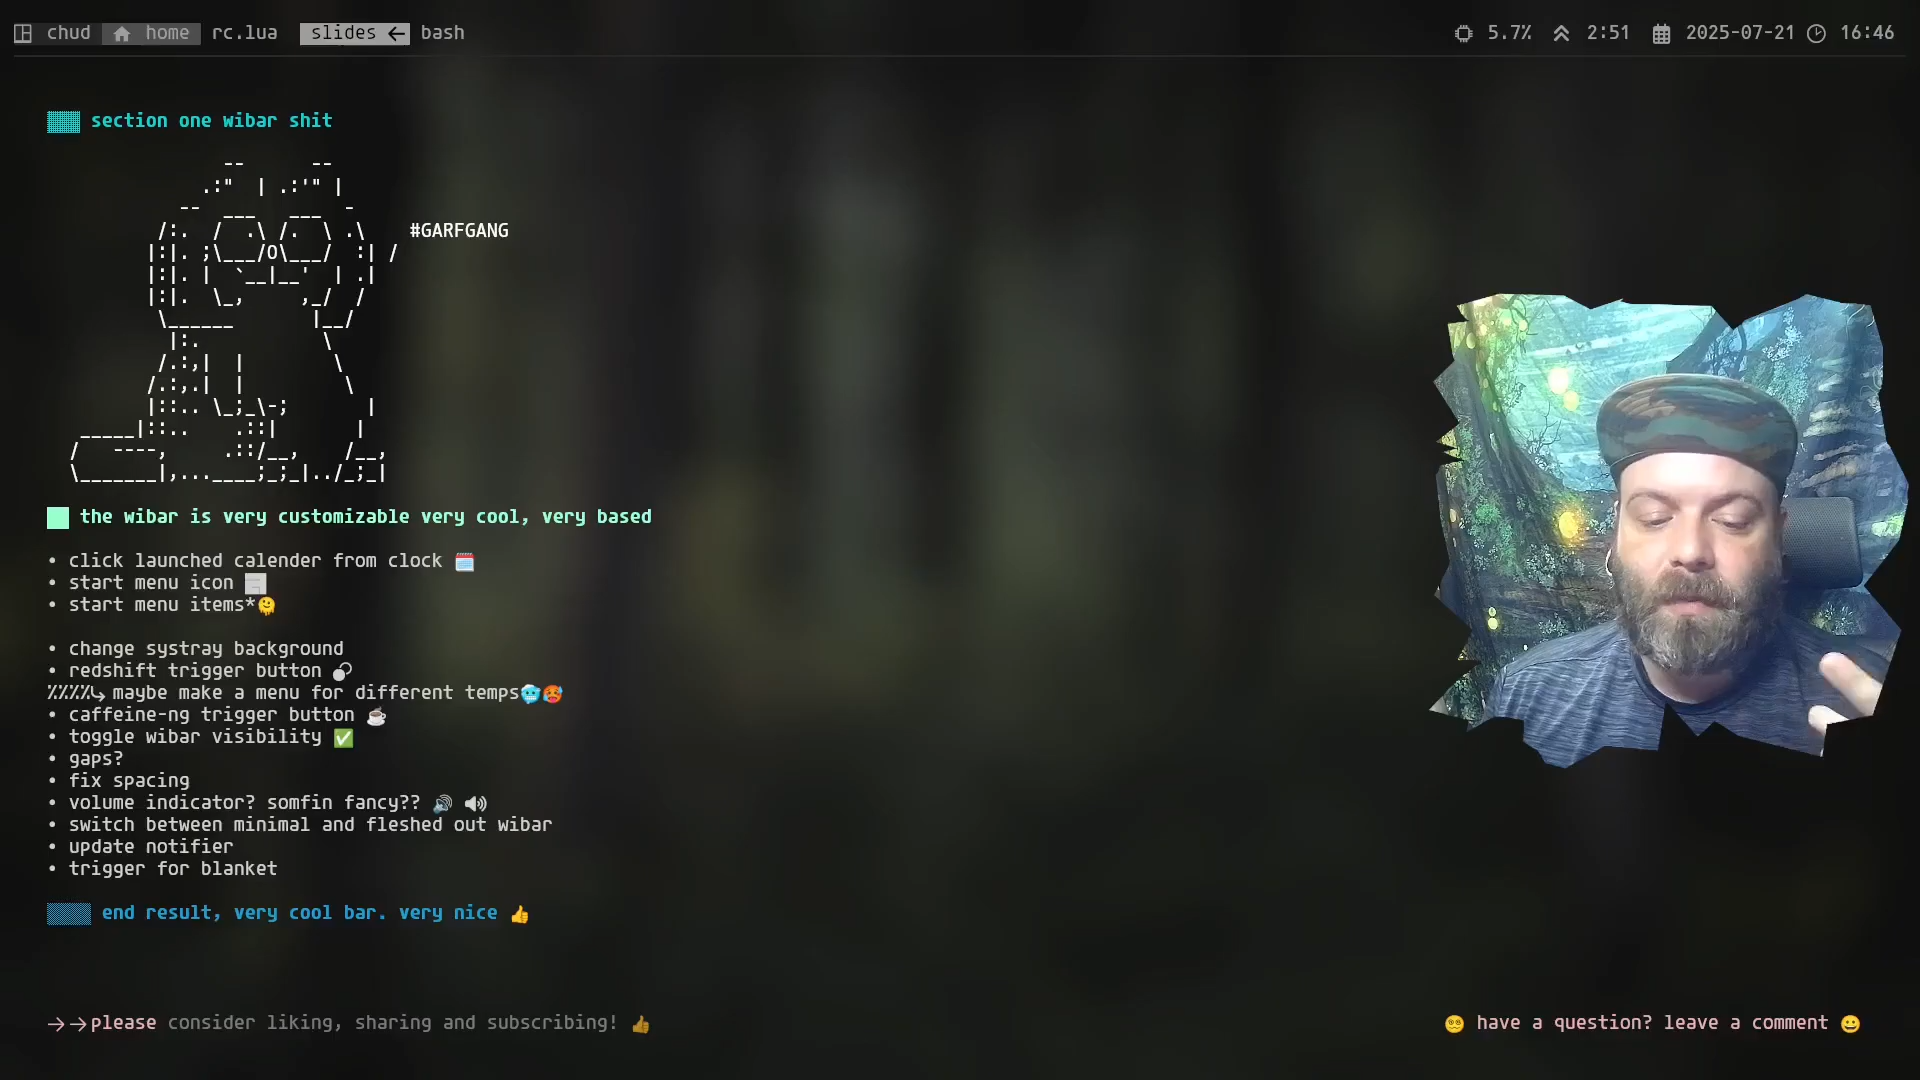 chud home rc.lua slides ← bash 5.7% 2:51 2025-07-21 16:46
section one wibar shit
#GARFGANG
the wibar is very customizable very cool, very based
• click launched calender from clock 🗓️
• start menu icon
• start menu items*🫠
• change systray background
• redshift trigger button
%%%%↳ maybe make a menu for different temps🥶🥵
• caffeine-ng trigger button ☕
• toggle wibar visibility ✅
• gaps?
• fix spacing
• volume indicator? somfin fancy?? 🔊
• switch between minimal and fleshed out wibar
• update notifier
• trigger for blanket
end result, very cool bar. very nice 👍
→→please consider liking, sharing and subscribing! 👍
have a question? leave a comment 😀